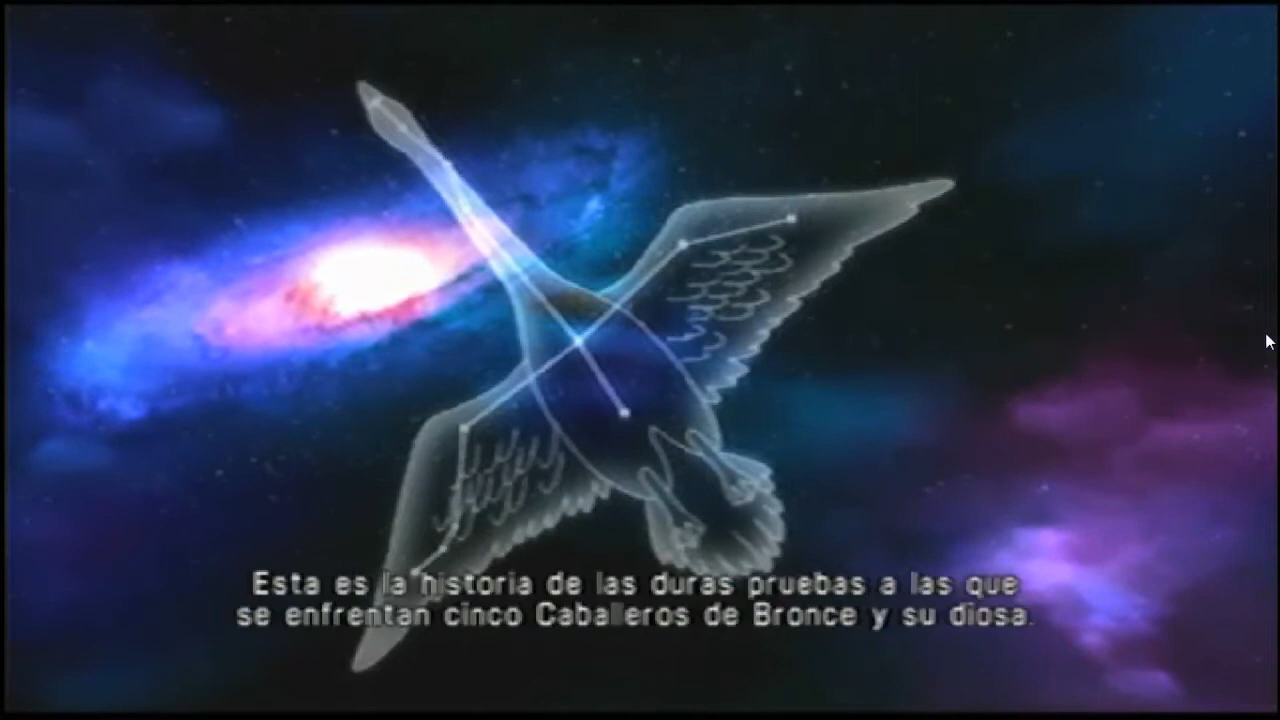 Esta es la historia de las duras pruebas a las que
se enfrentan cinco Caballeros de Bronce y su diosa.